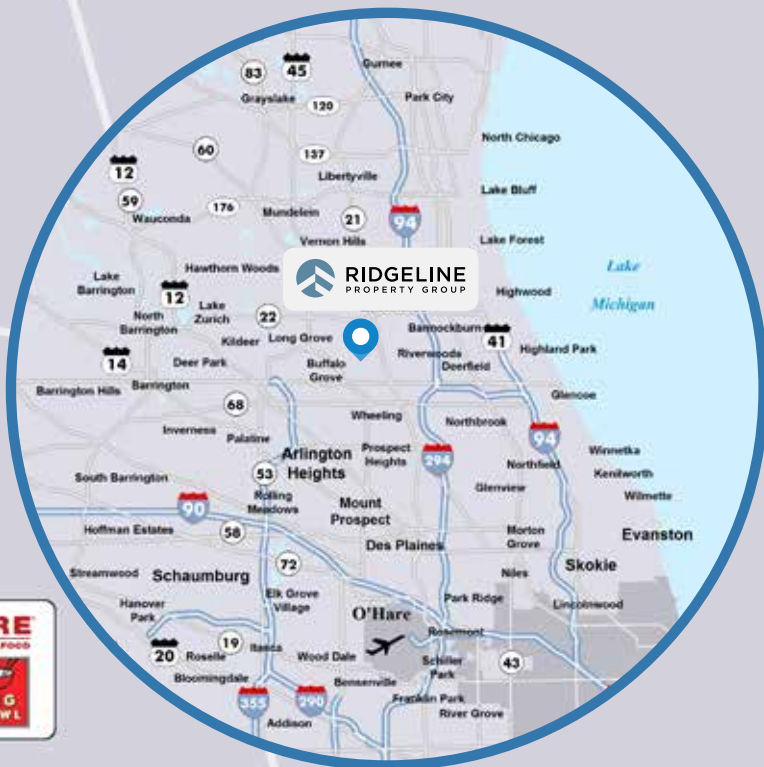 Gurnee
83
45
Grayslake
120
Park City
60
137
North Chicago
12
Libertyville
59
176
Lake Bluff
Wauconda
Mundelein
21
94
Vernon Hills
Lake Forest
Hawthorn Woods
RIDGELINE
PROPERTY GROUP
Lake
Michigan
Lake
Barrington
12
Highwood
North
Barrington
Lake
Zurich
22
Bannockburn
41
Kildeer
Long Grove
Highland Park
14
Deer Park
Buffalo
Grove
Riverwoods
Deerfield
Barrington Hills
Barrington
Glencoe
68
Wheeling
Northbrook
Inverness
Palatine
94
Arlington
Heights
Prospect
Heights
294
Winnetka
Northfield
South Barrington
53
Kenilworth
Rolling
Meadows
Glenview
Wilmette
90
Mount
Prospect
Hoffman Estates
58
Morton
Grove
Evanston
Des Plaines
72
Skokie
Streamwood
Schaumburg
Niles
Elk Grove
Village
Hanover
Park
Park Ridge
Lincolnwood
O'Hare
RE
FOOD
Rosemont
19
Itasca
20
Roselle
Wood Dale
Schiller
Park
43
Bloomingdale
Bensenville
G
WL
355
290
Franklin Park
River Grove
Addison